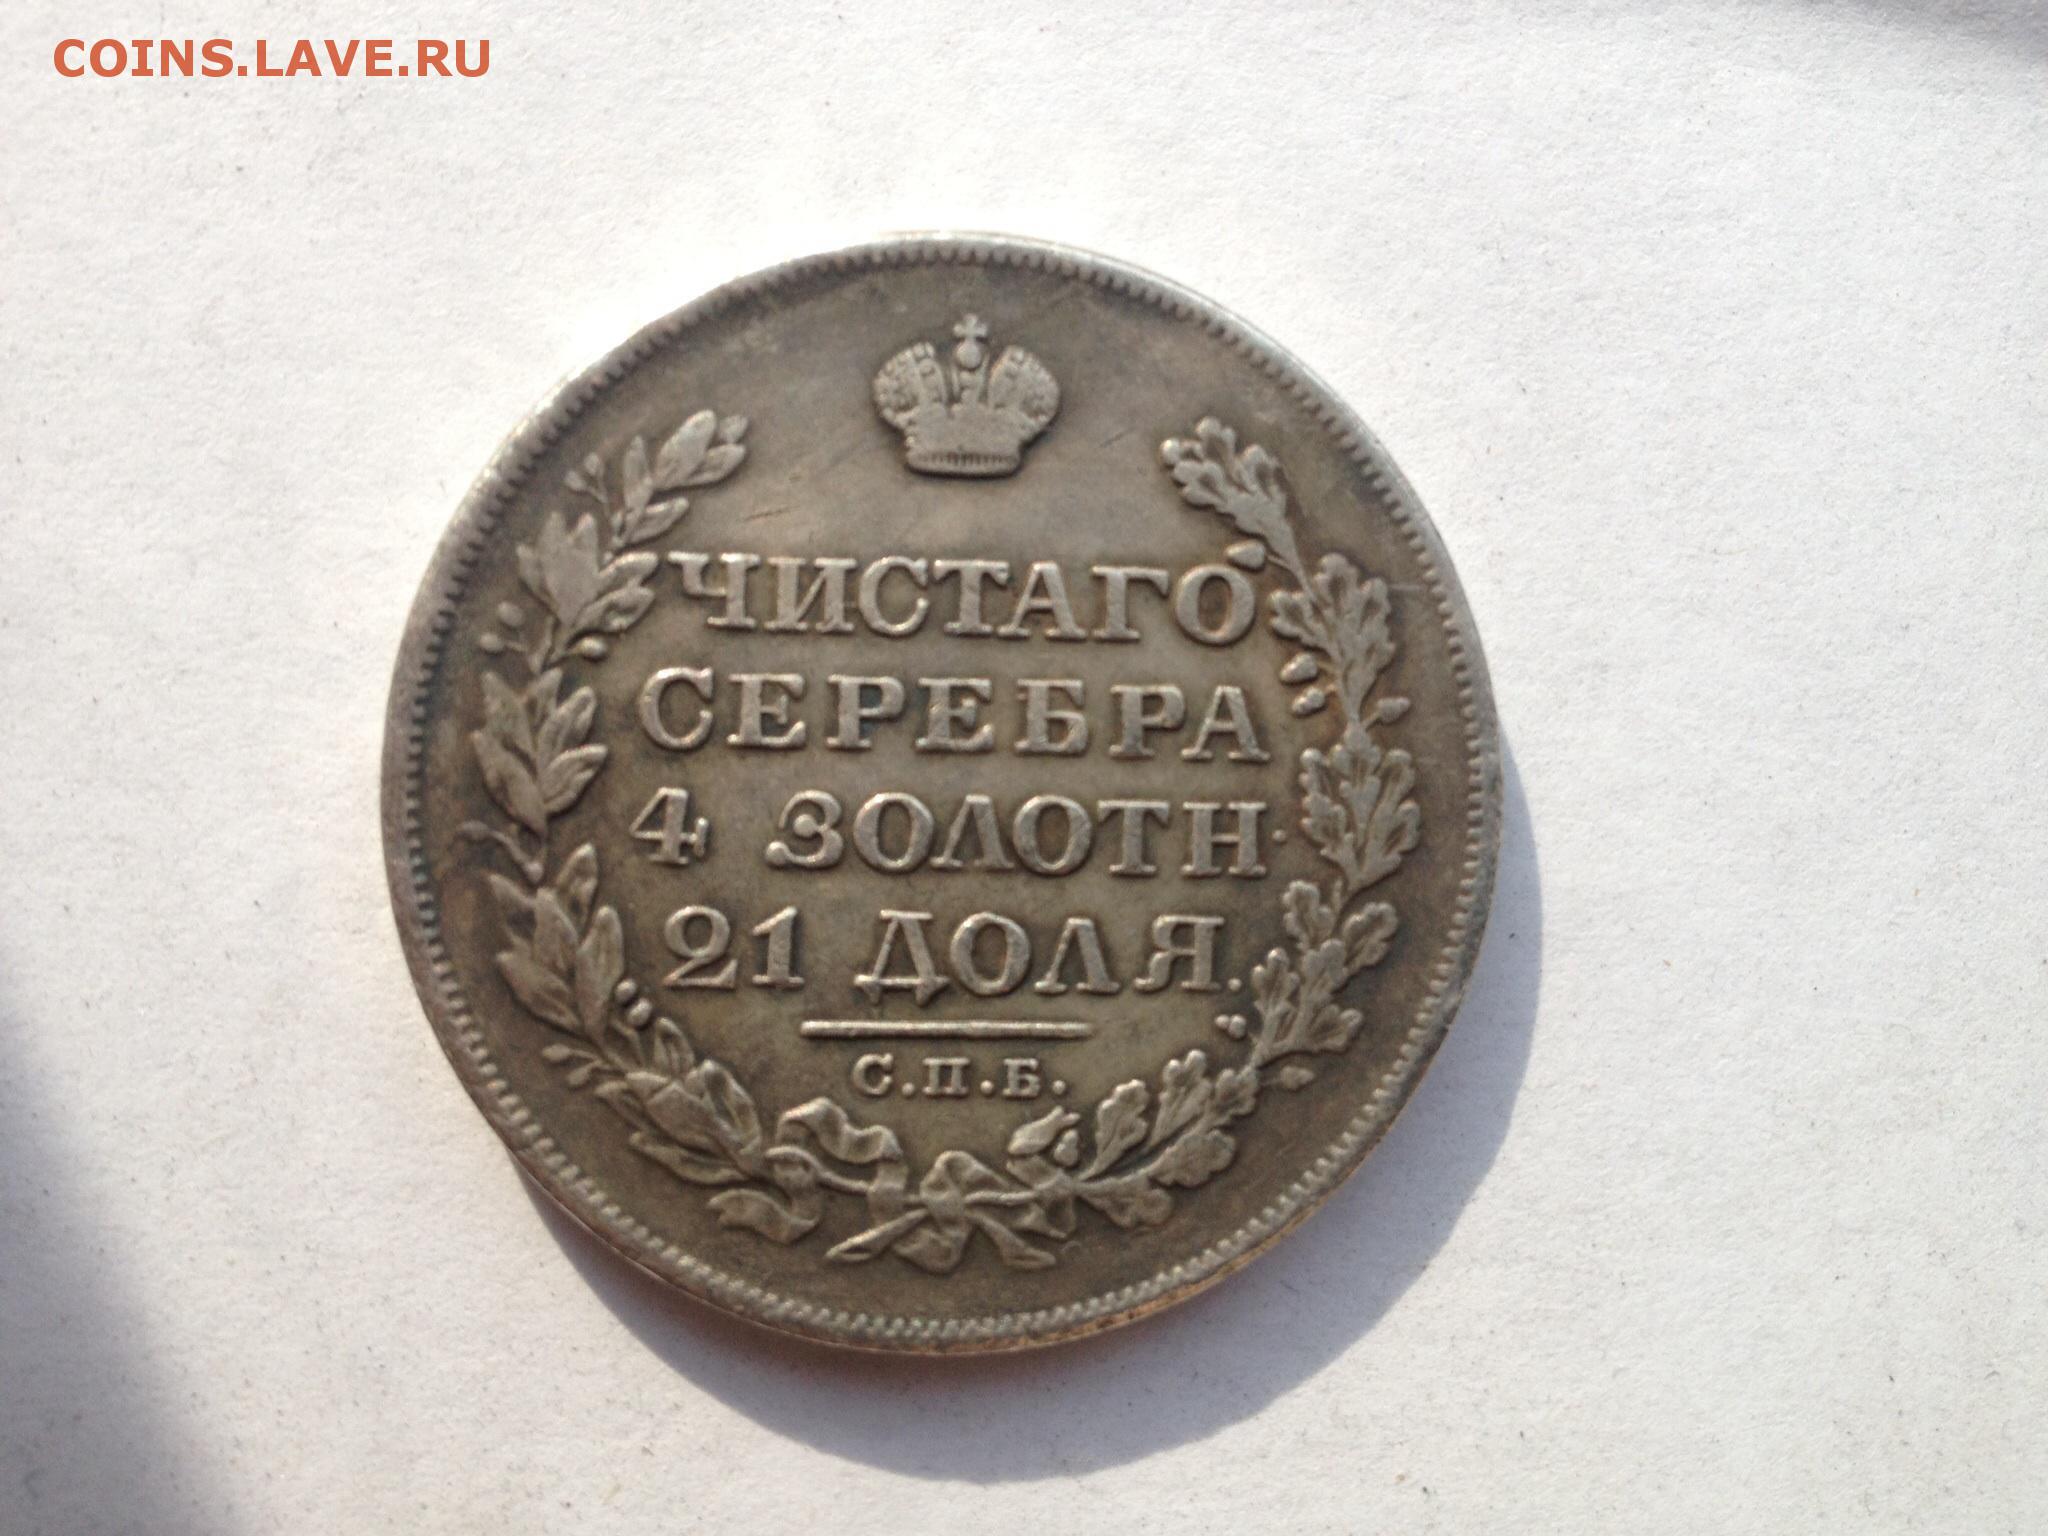 COINS.LAVE.RU
ЧИСТАГО
СЕРЕБРА
4 ЗОЛОТН.
21 ДОЛЯ.
С.П.Б.